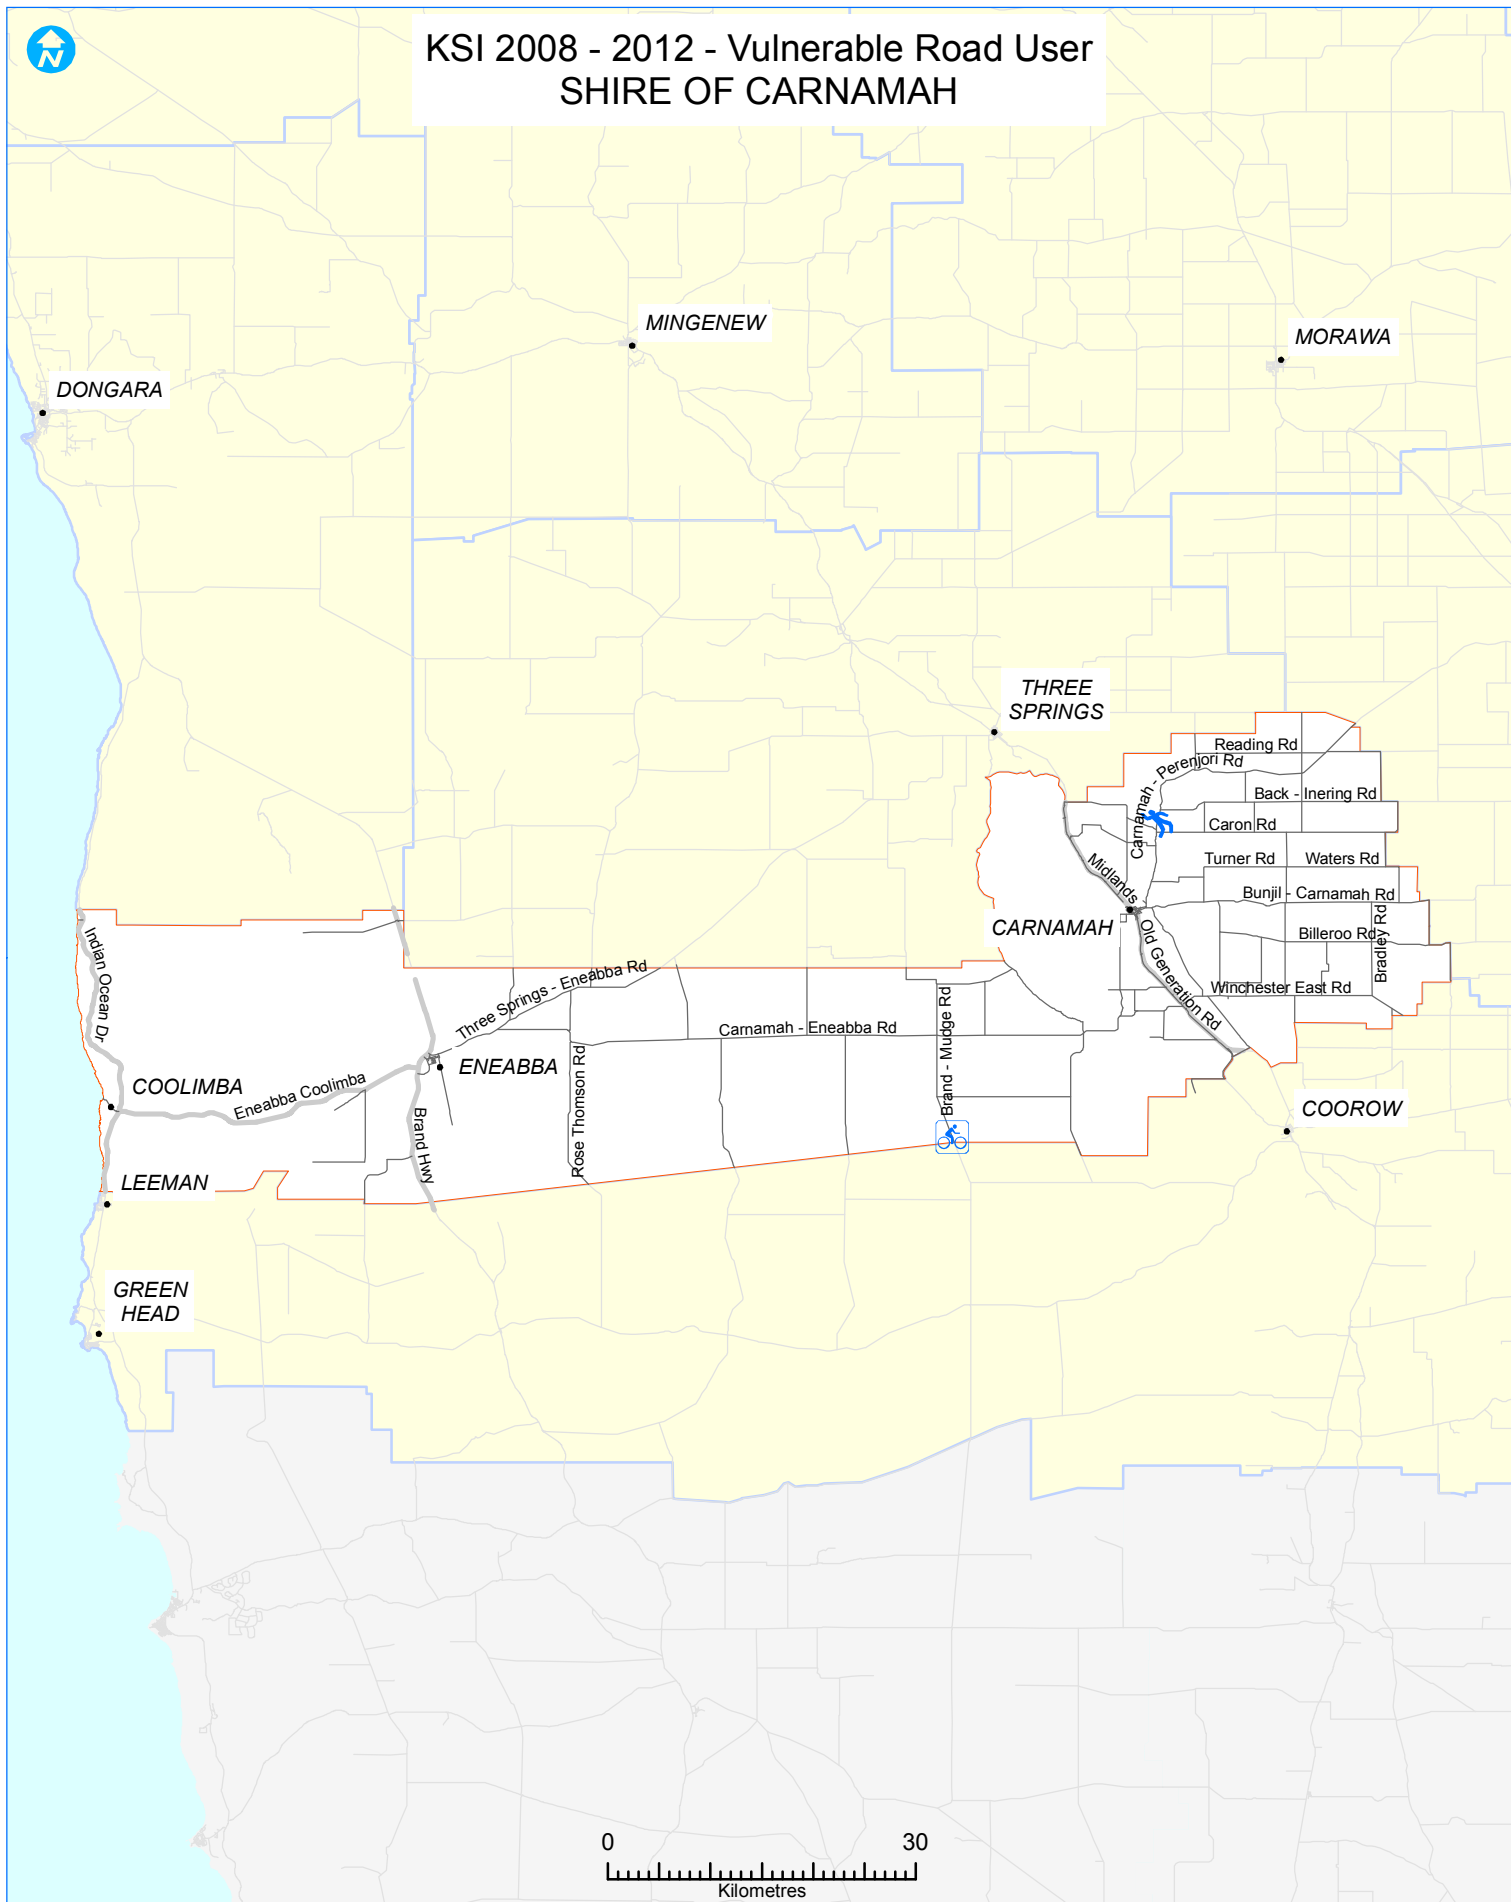 N
KSI 2008 - 2012 - Vulnerable Road User
SHIRE OF CARNAMAH
MINGENEW
MORAWA
DONGARA
THREE
SPRINGS
Reading Rd
Carnamah - Perenjori Rd
Back - Inering Rd
Caron Rd
Turner Rd
Waters Rd
Midlands
Bunjil - Carnamah Rd
CARNAMAH
Billeroo Rd
Bradley Rd
Old Generation Rd
Winchester East Rd
Indian Ocean Dr
Three Springs - Eneabba Rd
Carnamah - Eneabba Rd
Brand - Mudge Rd
ENEABBA
Rose Thomson Rd
COOLIMBA
Eneabba Coolimba
COOROW
Brand Hwy
LEEMAN
GREEN
HEAD
0
30
Kilometres